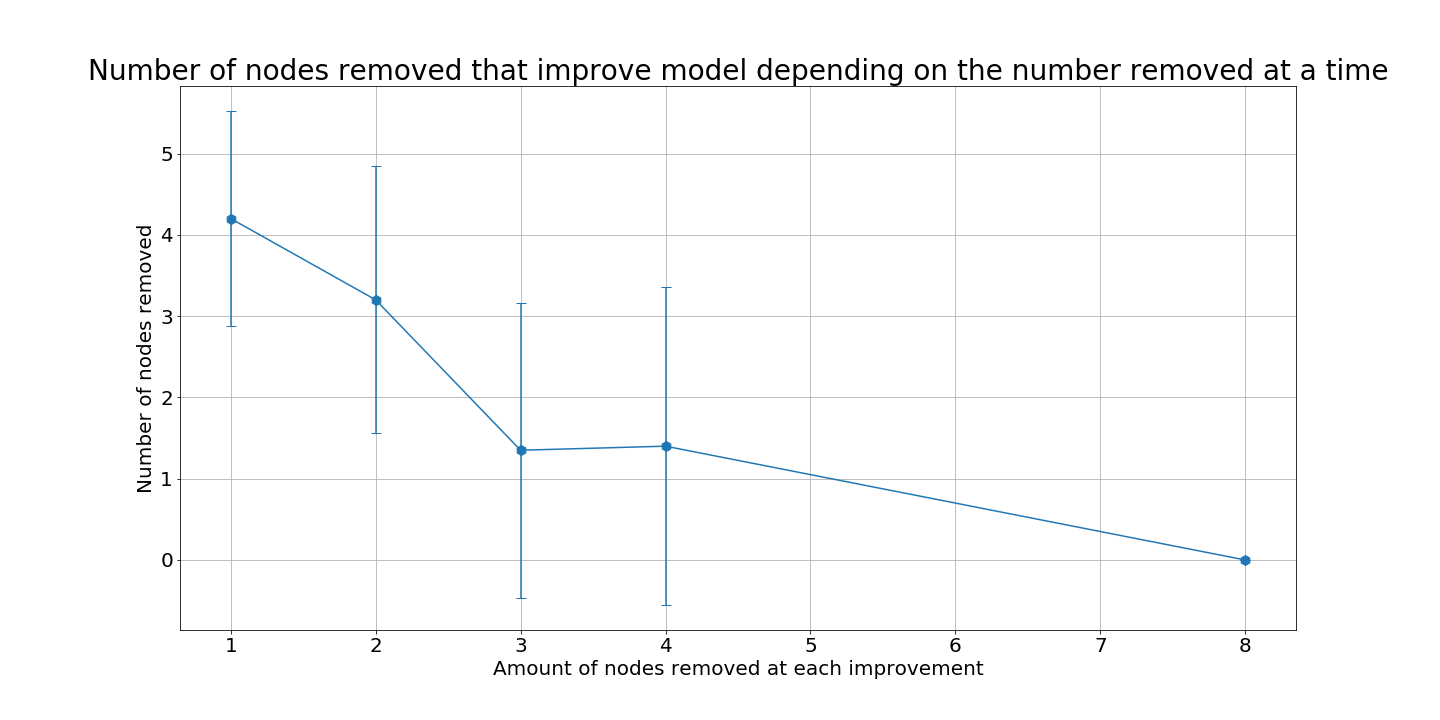 Number of nodes removed that improve model depending on the number removed at a time
5
4
3
2
1
0
Number of nodes removed
1 2 3 4 5 6 7 8
Amount of nodes removed at each improvement